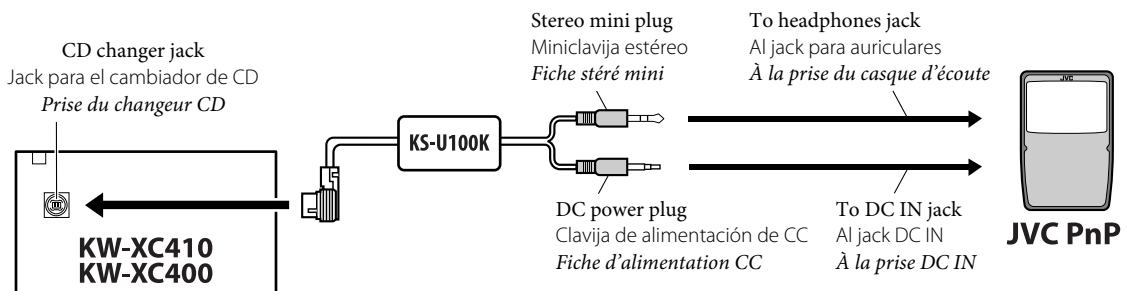 CD changer jack
Jack para el cambiador de CD
Prise du changeur CD
KW-XC410
KW-XC400
KS-U100K
Stereo mini plug
Miniclavija estéreo
Fiche stéré mini
To headphones jack
Al jack para auriculares
À la prise du casque d'écoute
DC power plug
Clavija de alimentación de CC
Fiche d'alimentation CC
To DC IN jack
Al jack DC IN
À la prise DC IN
JVC
JVC PnP